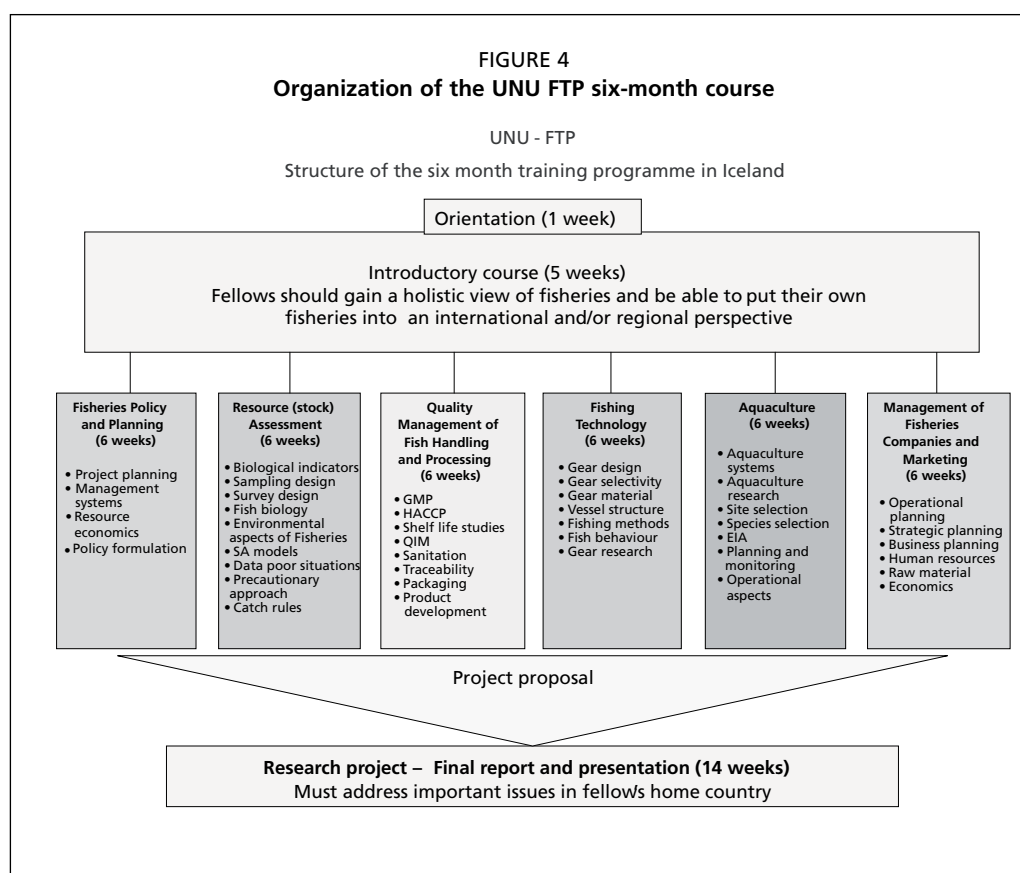 FIGURE 4
Organization of the UNU FTP six-month course
UNU - FTP
Structure of the six month training programme in Iceland
Orientation (1 week)
Introductory course (5 weeks)
Fellows should gain a holistic view of fisheries and be able to put their own
fisheries into an international and/or regional perspective
Fisheries Policy
and Planning
(6 weeks)
• Project planning
• Management
systems
• Resource
economics
• Policy formulation
Resource (stock)
Assessment
(6 weeks)
• Biological indicators
• Sampling design
• Survey design
• Fish biology
• Environmental
aspects of Fisheries
• SA models
• Data poor situations
• Precautionary
approach
• Catch rules
Quality
Management of
Fish Handling
and Processing
(6 weeks)
• GMP
• HACCP
• Shelf life studies
• QIM
• Sanitation
• Traceability
• Packaging
• Product
development
Fishing
Technology
(6 weeks)
• Gear design
• Gear selectivity
• Gear material
• Vessel structure
• Fishing methods
• Fish behaviour
• Gear research
Aquaculture
(6 weeks)
• Aquaculture
systems
• Aquaculture
research
• Site selection
• Species selection
• EIA
• Planning and
monitoring
• Operational
aspects
Management of
Fisheries
Companies and
Marketing
(6 weeks)
• Operational
planning
• Strategic planning
• Business planning
• Human resources
• Raw material
• Economics
Project proposal
Research project – Final report and presentation (14 weeks)
Must address important issues in fellow's home country